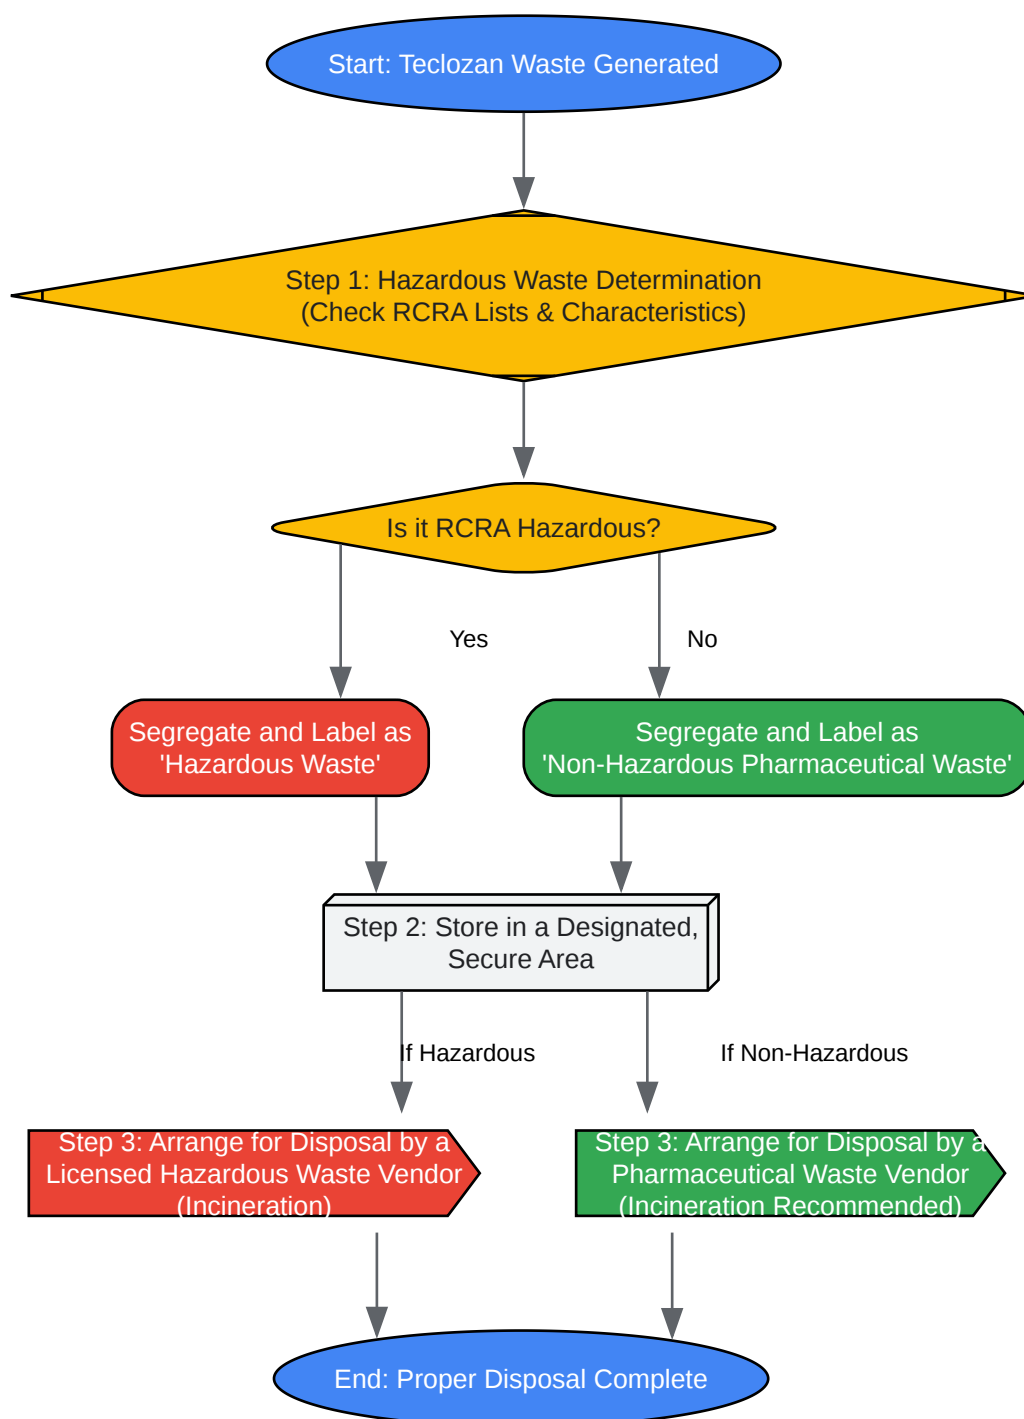 Start: Teclozan Waste Generated
Step 1: Hazardous Waste Determination
(Check RCRA Lists & Characteristics)
Is it RCRA Hazardous?
Yes
No
Segregate and Label as
'Hazardous Waste'
Segregate and Label as
'Non-Hazardous Pharmaceutical Waste'
Step 2: Store in a Designated,
Secure Area
If Hazardous
If Non-Hazardous
Step 3: Arrange for Disposal by a
Licensed Hazardous Waste Vendor
(Incineration)
Step 3: Arrange for Disposal by a
Pharmaceutical Waste Vendor
(Incineration Recommended)
End: Proper Disposal Complete